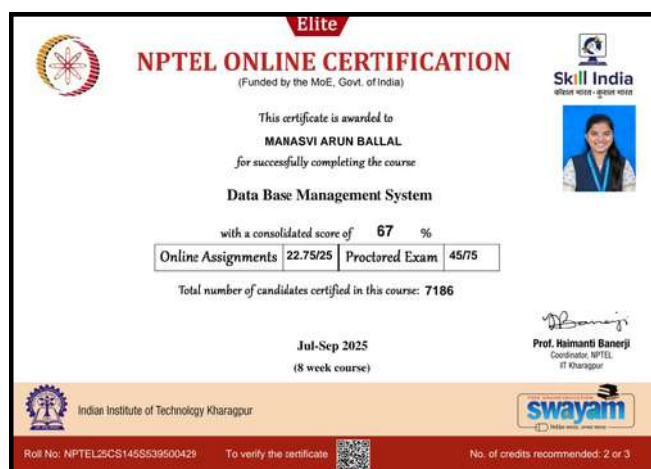 Elite
NPTEL ONLINE CERTIFICATION
(Funded by the MoE, Govt. of India)
Skill India
कौशल भारत - कुशल भारत
This certificate is awarded to
MANASVI ARUN BALLAL
for successfully completing the course
Data Base Management System
with a consolidated score of 67 %
Online Assignments 22.75/25 Proctored Exam 45/75
Total number of candidates certified in this course: 7186
Jul-Sep 2025
(8 week course)
Prof. Haimanti Banerji
Coordinator, NPTEL
IIT Kharagpur
Indian Institute of Technology Kharagpur
swayam
Roll No: NPTEL25CS145S539500429 To verify the certificate No. of credits recommended: 2 or 3